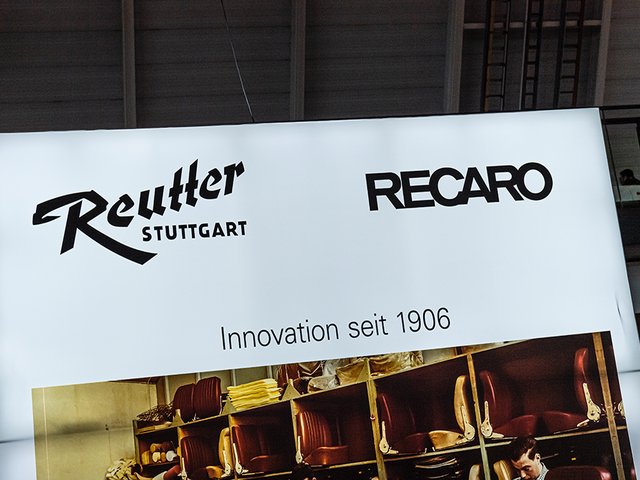 Reutter
STUTTGART
RECARO
Innovation seit 1906